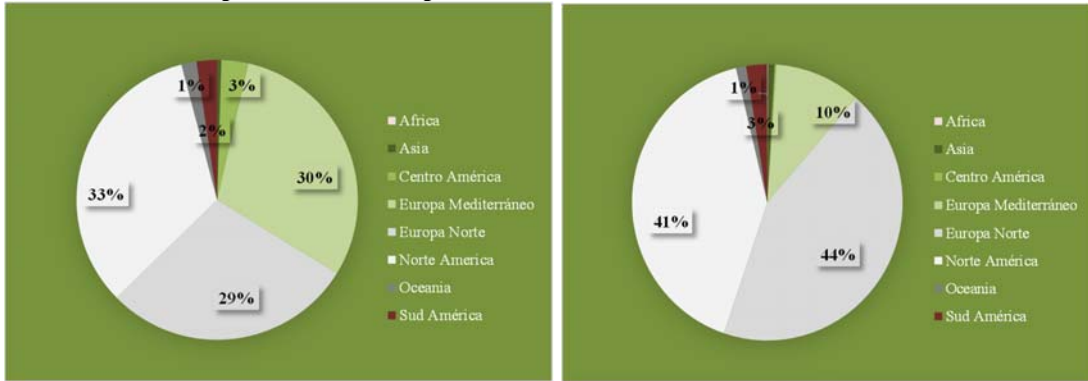 1%
3%
2%
30%
33%
29%
Africa
Asia
Centro América
Europa Mediterráneo
Europa Norte
Norte America
Oceania
Sud América
1%
3%
10%
41%
44%
Africa
Asia
Centro América
Europa Mediterráneo
Europa Norte
Norte América
Oceania
Sud América